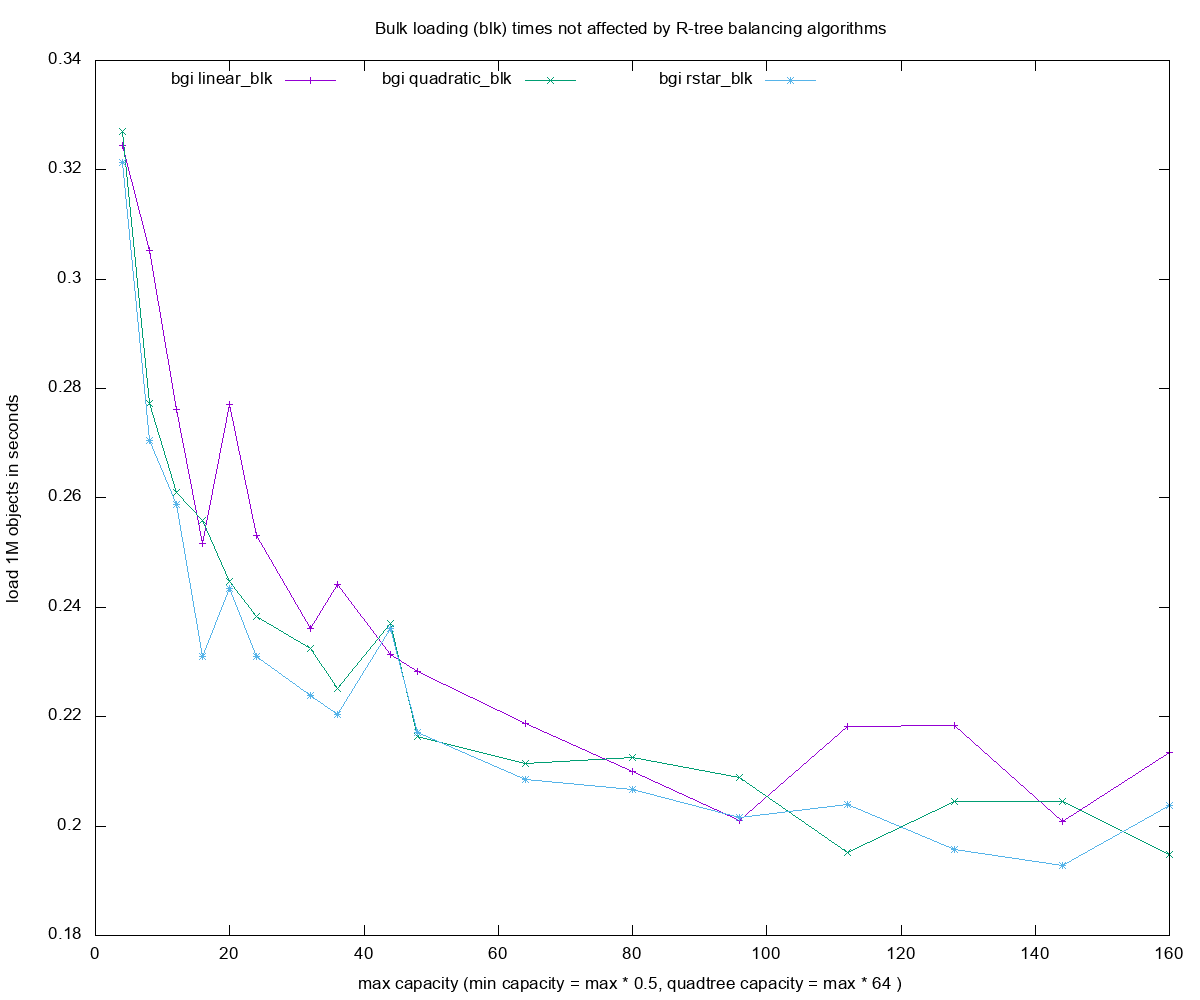 Bulk loading (blk) times not affected by R-tree balancing algorithms
0.34
bgi linear_blk bgi quadratic_blk bgi rstar_blk
0.32
0.3
0.28
0.26
0.24
0.22
0.2
0.18
load 1M objects in seconds
0 20 40 60 80 100 120 140 160
max capacity (min capacity = max * 0.5, quadtree capacity = max * 64 )